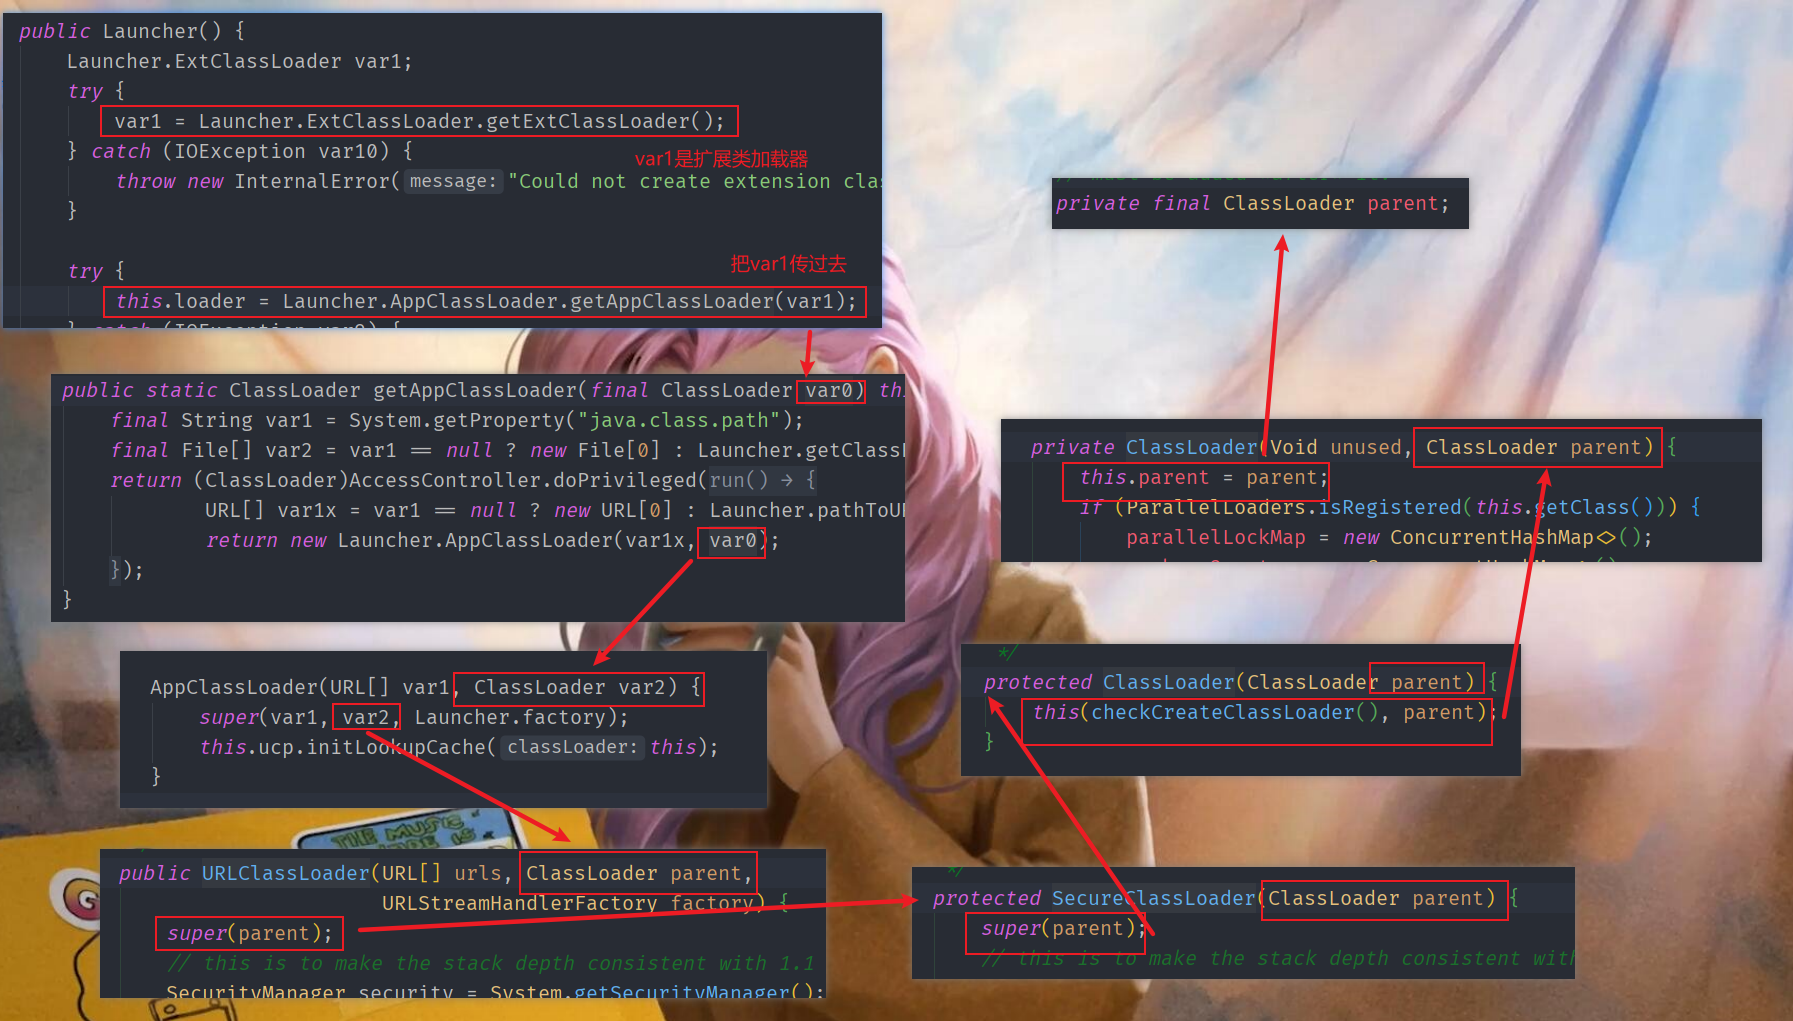 public Launcher() {
Launcher.ExtClassLoader var1;
try {
var1 = Launcher.ExtClassLoader.getExtClassLoader();
} catch (IOException var10) {
var1是扩展类加载器
throw new InternalError( message: "Could not create extension clas
}
try {
把var1传过去
this.loader = Launcher.AppClassLoader.getAppClassLoader(var1);
public static ClassLoader getAppClassLoader(final ClassLoader var0) th
final String var1 = System.getProperty("java.class.path");
final File[] var2 = var1 == null ? new File[0] : Launcher.getClass
return (ClassLoader)AccessController.doPrivileged(run() → {
URL[] var1x = var1 == null ? new URL[0] : Launcher.pathToU
return new Launcher.AppClassLoader(var1x, var0);
});
}
AppClassLoader(URL[] var1, ClassLoader var2) {
super(var1, var2, Launcher.factory);
this.ucp.initLookupCache( classLoader: this);
}
public URLClassLoader(URL[] urls, ClassLoader parent,
URLStreamHandlerFactory factory) {
super(parent);
// this is to make the stack depth consistent with 1.1
SecurityManager security = System.getSecurityManager();
*/
protected SecureClassLoader(ClassLoader parent) {
super(parent);
// this is to make the stack depth consistent with
*/
protected ClassLoader(ClassLoader parent) {
this(checkCreateClassLoader(), parent);
}
private ClassLoader(Void unused, ClassLoader parent) {
this.parent = parent;
if (ParallelLoaders.isRegistered(this.getClass())) {
parallelLockMap = new ConcurrentHashMap<>();
private final ClassLoader parent;
THE MUSIC